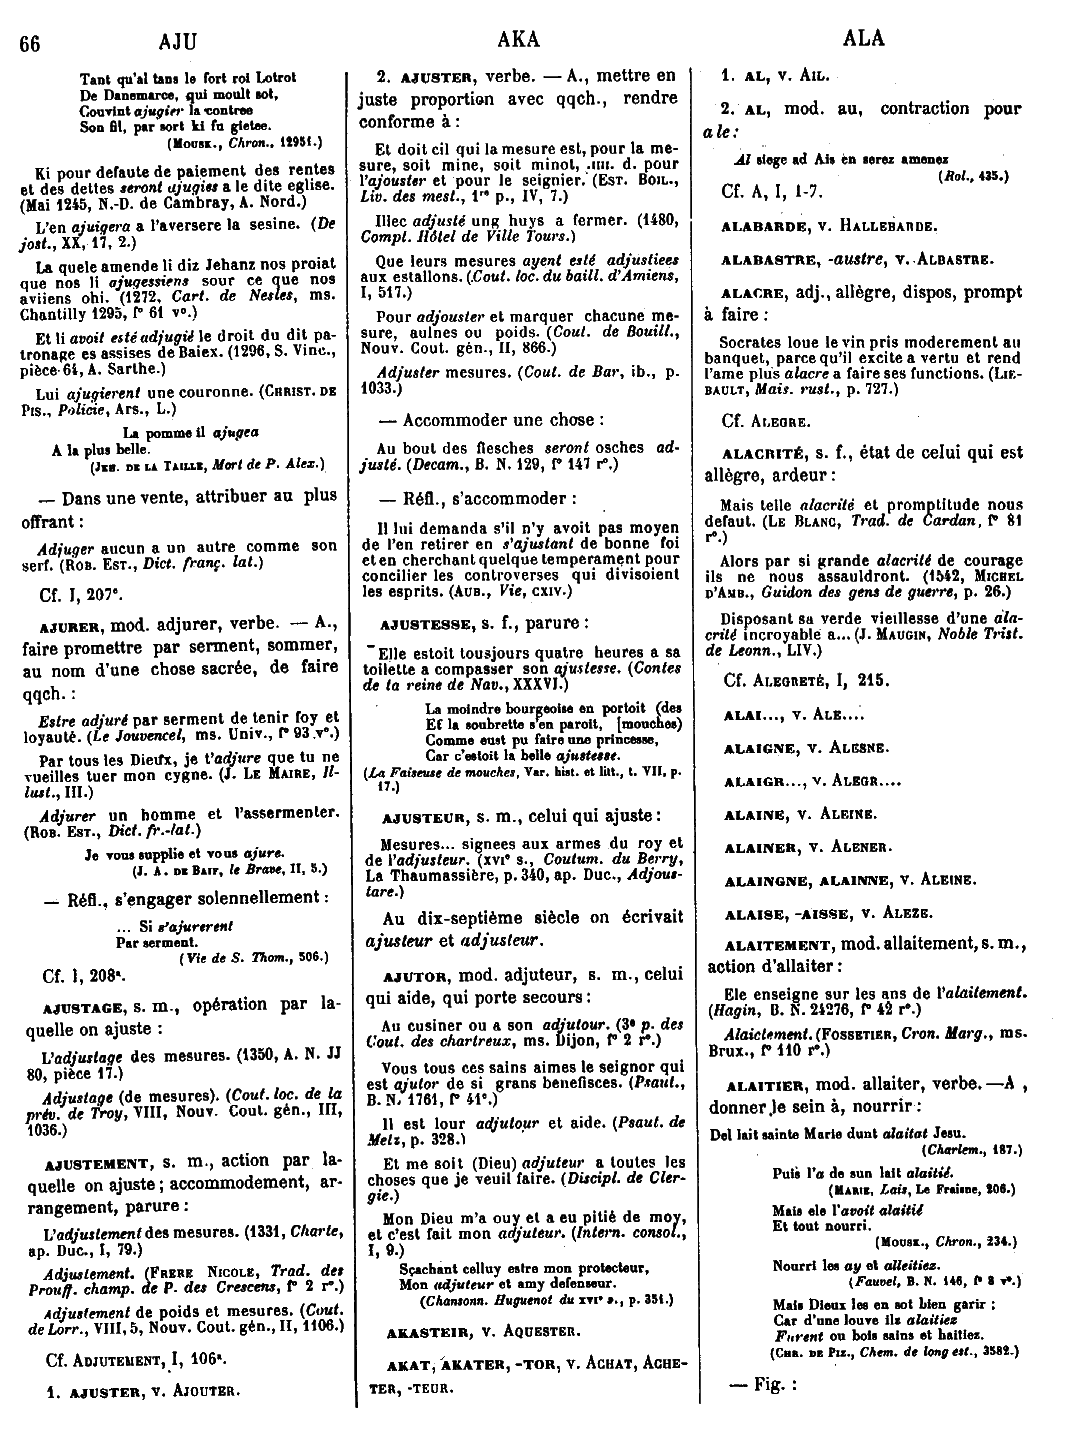 66 AJU AKA ALA
Tant qu'al tans le fort roi Lotrot
De Danemarce, qui moult sot,
Couvint ajugier la contree
Son fil, par sort ki fu gietee.
(Mousk., Chron., 12951.)
Ki pour defaute de paiement des rentes
et des dettes seront ajugies a le dite eglise.
(Mai 1245, N.-D. de Cambray, A. Nord.)
L'en ajuigera a l'aversere la sesine. (De
jost., XX, 17, 2.)
La quele amende li diz Jehanz nos proiat
que nos li ajugessiens sour ce que nos
aviiens ohi. (1272, Cart. de Nesles, ms.
Chantilly 1295, f° 61 v°.)
Et li avoit esté adjugié le droit du dit pa-
tronage es assises de Baiex. (1296, S. Vinc.,
pièce 64, A. Sarthe.)
Lui ajugierent une couronne. (Christ. de
Pis., Policie, Ars., L.)
La pomme il ajugea
A la plus belle.
(Jeh. de la Taille, Mort de P. Alex.)
— Dans une vente, attribuer au plus
offrant :
Adjuger aucun a un autre comme son
serf. (Rob. Est., Dict. franç. lat.)
Cf. I, 207c.
AJURER, mod. adjurer, verbe. — A.,
faire promettre par serment, sommer,
au nom d'une chose sacrée, de faire
qqch. :
Estre adjuré par serment de tenir foy et
loyauté. (Le Jouvencel, ms. Univ., f° 93 v°.)
Par tous les Dieux, je t'adjure que tu ne
vueilles tuer mon cygne. (J. Le Maire, Il-
lust., III.)
Adjurer un homme et l'assermenter.
(Rob. Est., Dict. fr.-lat.)
Je vous supplie et vous ajure.
(J. A. de Baif, le Brave, II, 5.)
— Réfl., s'engager solennellement :
... Si s'ajurerent
Par serment.
(Vie de S. Thom., 506.)
Cf. I, 208a.
AJUSTAGE, s. m., opération par la-
quelle on ajuste :
L'adjustage des mesures. (1350, A. N. JJ
80, pièce 17.)
Adjustage (de mesures). (Cout. loc. de la
prév. de Troy, VIII, Nouv. Cout. gén., III,
1036.)
AJUSTEMENT, s. m., action par la-
quelle on ajuste ; accommodement, ar-
rangement, parure :
L'adjustement des mesures. (1331, Charte,
ap. Duc., I, 79.)
Adjustement. (Frere Nicole, Trad. des
Prouff. champ. de P. des Crescens, f° 2 r°.)
Adjustement de poids et mesures. (Cout.
de Lorr., VIII, 5, Nouv. Cout. gén., II, 1106.)
Cf. Adjutement, I, 106a.
1. AJUSTER, v. Ajouter.
2. AJUSTER, verbe. — A., mettre en
juste proportion avec qqch., rendre
conforme à :
Et doit cil qui la mesure est, pour la me-
sure, soit mine, soit minot, .iiii. d. pour
l'ajouster et pour le seignier. (Est. Boil.,
Liv. des mest., 1re p., IV, 7.)
Illec adjusté ung huys a fermer. (1480,
Compt. Hôtel de Ville Tours.)
Que leurs mesures ayent esté adjustiees
aux estallons. (Cout. loc. du baill. d'Amiens,
I, 517.)
Pour adjouster et marquer chacune me-
sure, aulnes ou poids. (Cout. de Bouill.,
Nouv. Cout. gén., II, 866.)
Adjuster mesures. (Cout. de Bar, ib., p.
1033.)
— Accommoder une chose :
Au bout des flesches seront osches ad-
justé. (Decam., B. N. 129, f° 147 r°.)
— Réfl., s'accommoder :
Il lui demanda s'il n'y avoit pas moyen
de l'en retirer en s'ajustant de bonne foi
et en cherchant quelque temperament pour
concilier les controverses qui divisoient
les esprits. (Aub., Vie, cxiv.)
AJUSTESSE, s. f., parure :
Elle estoit tousjours quatre heures a sa
toilette a compasser son ajustesse. (Contes
de la reine de Nav., XXXVI.)
La moindre bourgeoise en portoit (des
Et la soubrette s'en paroit, [mouches)
Comme eust pu faire une princesse,
Car c'estoit la belle ajustesse.
(La Faiseuse de mouches, Var. hist. et litt., t. VII, p.
17.)
AJUSTEUR, s. m., celui qui ajuste :
Mesures... signees aux armes du roy et
de l'adjusteur. (xvie s., Coutum. du Berry,
La Thaumassière, p. 340, ap. Duc., Adjous-
tare.)
Au dix-septième siècle on écrivait
ajusteur et adjusteur.
AJUTOR, mod. adjuteur, s. m., celui
qui aide, qui porte secours :
Au cusiner ou a son adjutour. (3e p. des
Cout. des chartreux, ms. Dijon, f° 2 r°.)
Vous tous ces sains aimes le seignor qui
est ajutor de si grans benefisces. (Psaut.,
B. N. 1761, f° 41c.)
Il est lour adjutour et aide. (Psaut. de
Metz, p. 328.)
Et me soit (Dieu) adjuteur a toutes les
choses que je veuil faire. (Discipl. de Cler-
gie.)
Mon Dieu m'a ouy et a eu pitié de moy,
et c'est fait mon adjuteur. (Intern. consol.,
I, 9.)
Sçachant celluy estre mon protecteur,
Mon adjuteur et amy defenseur.
(Chansonn. Huguenot du xvie s., p. 351.)
AKASTEIR, v. Aquester.
AKAT, AKATER, -TOR, v. Achat, Ache-
ter, -teur.
1. AL, v. Ail.
2. AL, mod. au, contraction pour
a le :
Al siege ad Ais en serez amenez
(Rol., 435.)
Cf. A, I, 1-7.
ALABARDE, v. Hallebarde.
ALABASTRE, -austre, v. Albastre.
ALACRE, adj., allègre, dispos, prompt
à faire :
Socrates loue le vin pris moderement au
banquet, parce qu'il excite a vertu et rend
l'ame plus alacre a faire ses functions. (Lie-
bault, Mais. rust., p. 727.)
Cf. Alegre.
ALACRITÉ, s. f., état de celui qui est
allègre, ardeur :
Mais telle alacrité et promptitude nous
defaut. (Le Blanc, Trad. de Cardan, f° 81
r°.)
Alors par si grande alacrité de courage
ils ne nous assauldront. (1542, Michel
d'Amb., Guidon des gens de guerre, p. 26.)
Disposant sa verde vieillesse d'une ala-
crité incroyable a... (J. Maugin, Noble Trist.
de Leonn., LIV.)
Cf. Alegreté, I, 215.
ALAI..., v. Ale....
ALAIGNE, v. Alesne.
ALAIGR..., v. Alegr....
ALAINE, v. Aleine.
ALAINER, v. Alener.
ALAINGNE, ALAINNE, v. Aleine.
ALAISE, -AISSE, v. Aleze.
ALAITEMENT, mod. allaitement, s. m.,
action d'allaiter :
Ele enseigne sur les ans de l'alaitement.
(Hagin, B. N. 24276, f° 42 r°.)
Alaictement. (Fossetier, Cron. Marg., ms.
Brux., f° 110 r°.)
ALAITIER, mod. allaiter, verbe. — A ,
donner le sein à, nourrir :
Del lait sainte Marie dunt alaitat Jesu.
(Charlem., 187.)
Puis l'a de sun lait alaitié.
(Marie, Lais, Le Fraisne, 206.)
Mais ele l'avoit alaitié
Et tout nourri.
(Mousk., Chron., 234.)
Nourri les ay et alleitiez.
(Fauvel, B. N. 146, f° 8 v°.)
Mais Dieux les en sot bien garir ;
Car d'une louve ilz alaitiez
Furent ou bois sains et haitiez.
(Chr. de Piz., Chem. de long est., 3582.)
— Fig. :